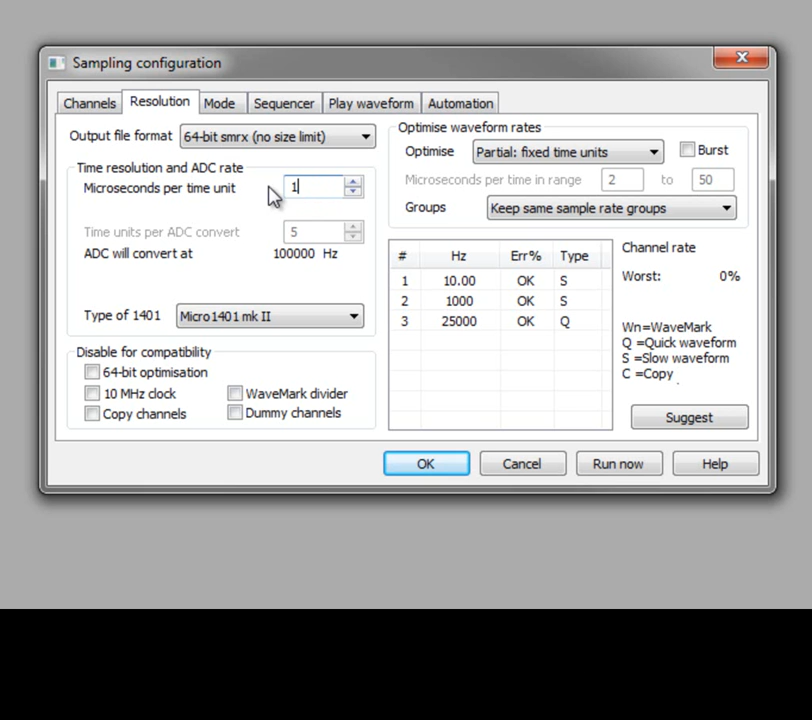 Sampling configuration
Channels Resolution Mode Sequencer Play waveform Automation
Output file format 64-bit smrx (no size limit)
Time resolution and ADC rate
Microseconds per time unit 1
Time units per ADC convert 5
ADC will convert at 100000 Hz
Type of 1401 Micro1401 mk II
Disable for compatibility
64-bit optimisation
10 MHz clock WaveMark divider
Copy channels Dummy channels
Optimise waveform rates
Optimise Partial: fixed time units Burst
Microseconds per time in range 2 to 50
Groups Keep same sample rate groups
# Hz Err% Type
1 10.00 OK S
2 1000 OK S
3 25000 OK Q
Channel rate
Worst: 0%
Wn=WaveMark
Q =Quick waveform
S =Slow waveform
C =Copy
Suggest
OK Cancel Run now Help